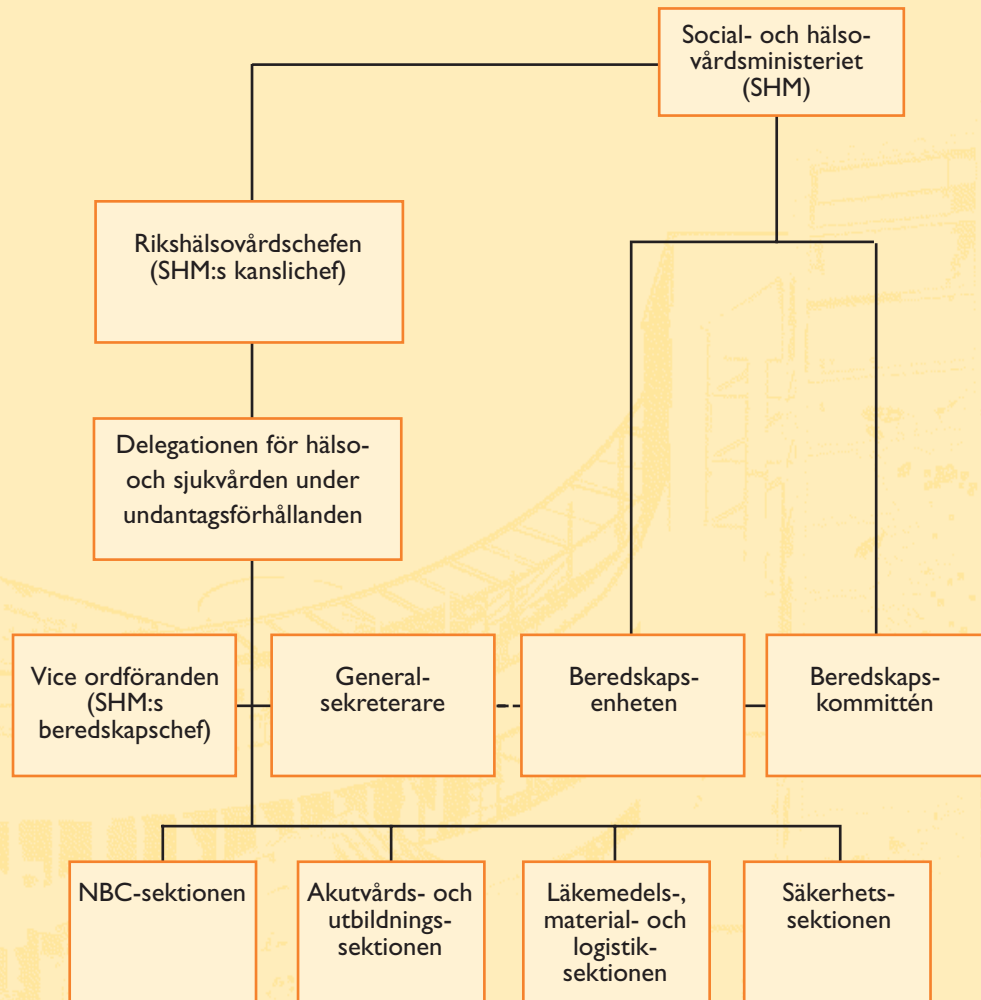 Social- och hälso-
vårdsministeriet
(SHM)
Rikshälsovårdschefen
(SHM:s kanslichef)
Delegationen för hälso-
och sjukvården under
undantagsförhållanden
Vice ordföranden
(SHM:s
beredskapschef)
General-
sekreterare
Beredskaps-
enheten
Beredskaps-
kommittén
NBC-sektionen
Akutvårds- och
utbildnings-
sektionen
Läkemedels-,
material- och
logistik-
sektionen
Säkerhets-
sektionen